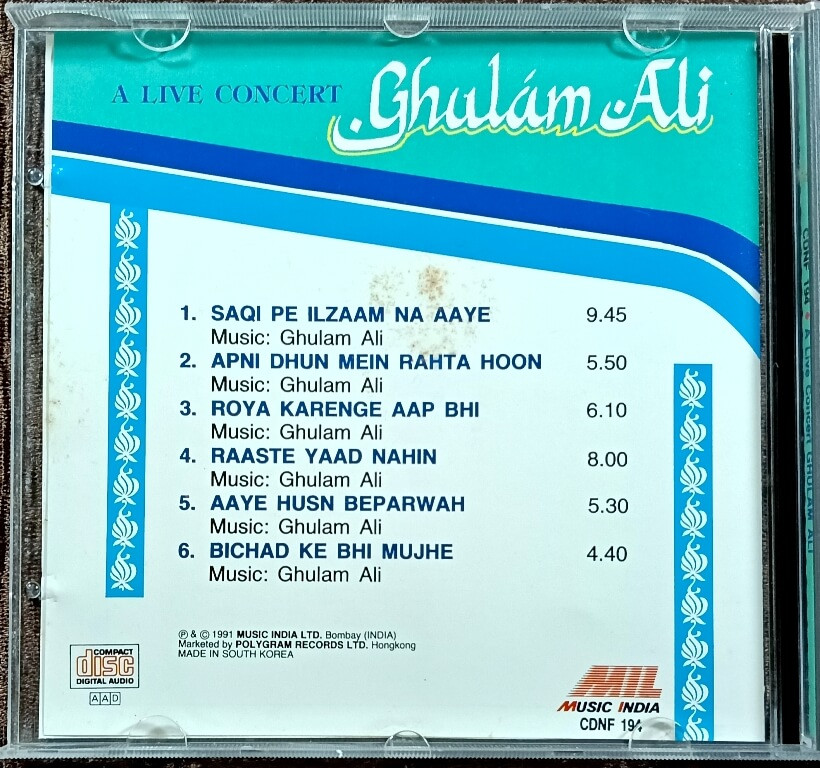 A LIVE CONCERT Ghulám Ali
1. SAQI PE ILZAAM NA AAYE 9.45
Music: Ghulam Ali
2. APNI DHUN MEIN RAHTA HOON 5.50
Music: Ghulam Ali
3. ROYA KARENGE AAP BHI 6.10
Music: Ghulam Ali
4. RAASTE YAAD NAHIN 8.00
Music: Ghulam Ali
5. AAYE HUSN BEPARWAH 5.30
Music: Ghulam Ali
6. BICHAD KE BHI MUJHE 4.40
Music: Ghulam Ali
℗ & © 1991 MUSIC INDIA LTD. Bombay (INDIA)
Marketed by POLYGRAM RECORDS LTD. Hongkong
MADE IN SOUTH KOREA
COMPACT
disc
DIGITAL AUDIO
AAD
MIL
MUSIC INDIA
CDNF 194
CDNF 194 A Live Concert GHULAM ALI